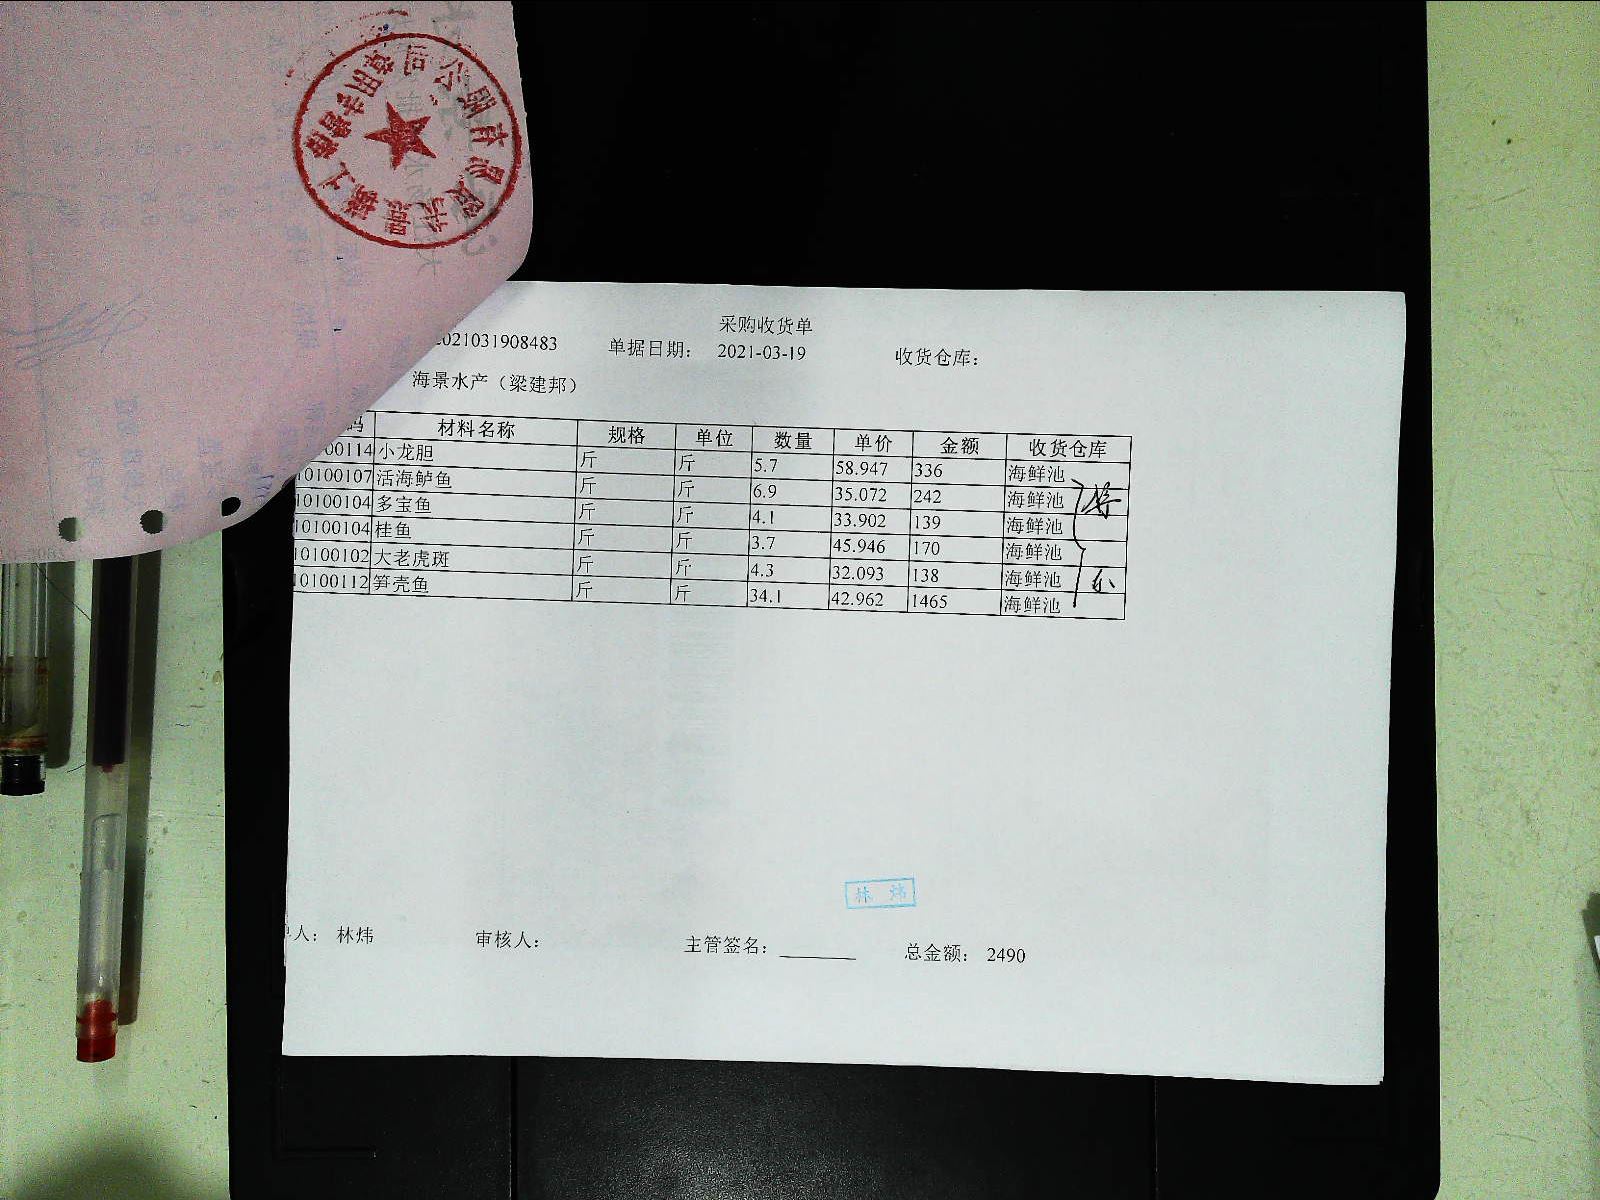 采购收货单
2021031908483 单据日期： 2021-03-19 收货仓库：
海景水产（梁建邦）
码 材料名称 规格 单位 数量 单价 金额 收货仓库
00114 小龙胆 斤 斤 5.7 58.947 336 海鲜池
10100107 活海鲈鱼 斤 斤 6.9 35.072 242 海鲜池
10100104 多宝鱼 斤 斤 4.1 33.902 139 海鲜池
10100104 桂鱼 斤 斤 3.7 45.946 170 海鲜池
10100102 大老虎斑 斤 斤 4.3 32.093 138 海鲜池
10100112 笋壳鱼 斤 斤 34.1 42.962 1465 海鲜池
林 炜
人： 林炜 审核人： 主管签名： 总金额： 2490